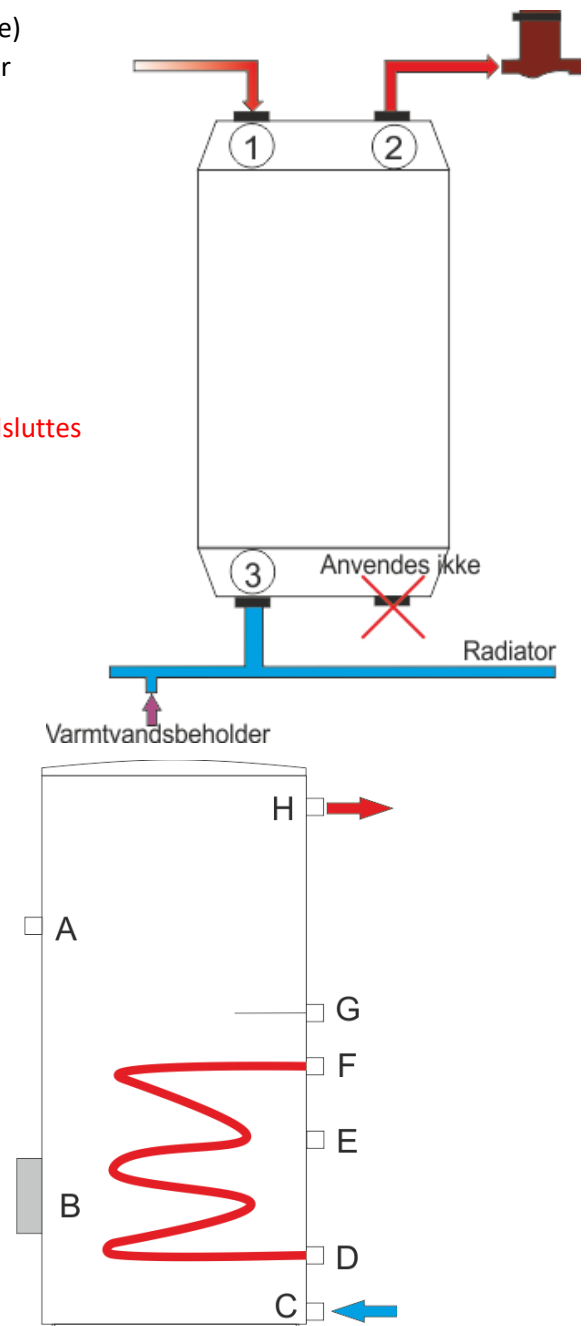 e)
r
1
2
sluttes
3
Anvendes ikke
Radiator
Varmtvandsbeholder
H
A
G
F
E
B
D
C